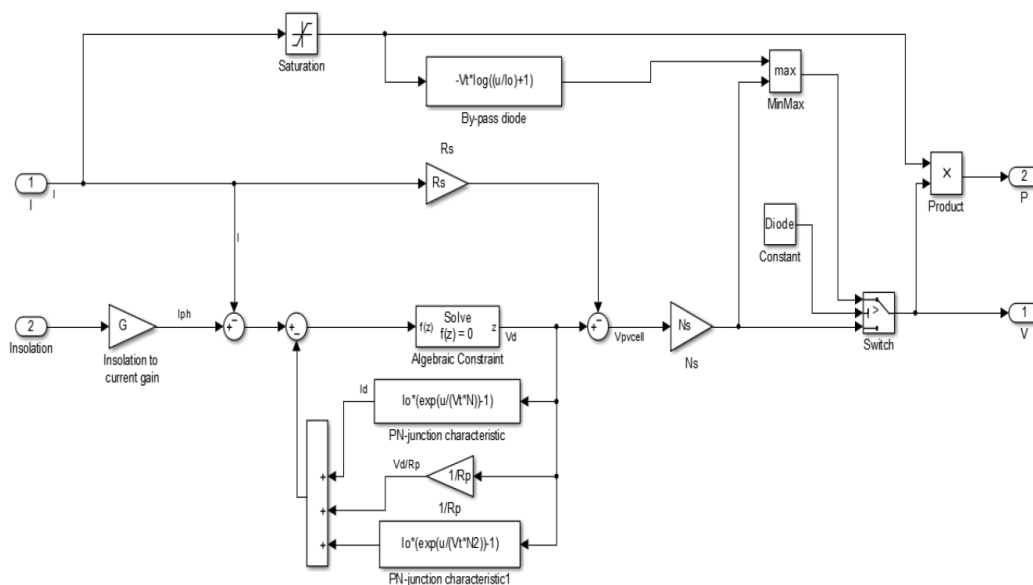 Saturation
-Vt*log((u/Io)+1)
By-pass diode
max
MinMax
Rs
Rs
1
I
I
X
Product
2
P
Diode
Constant
I
2
Insolation
G
Insolation to
current gain
Iph
+
−
+
−
f(z)
Solve
f(z) = 0
z
Algebraic Constraint
Vd
+
−
Vpvcell
Ns
Ns
>
Switch
1
V
Id
Io*(exp(u/(Vt*N))-1)
PN-junction characteristic
+
Vd/Rp
1/Rp
1/Rp
+
+
Io*(exp(u/(Vt*N2))-1)
PN-junction characteristic1